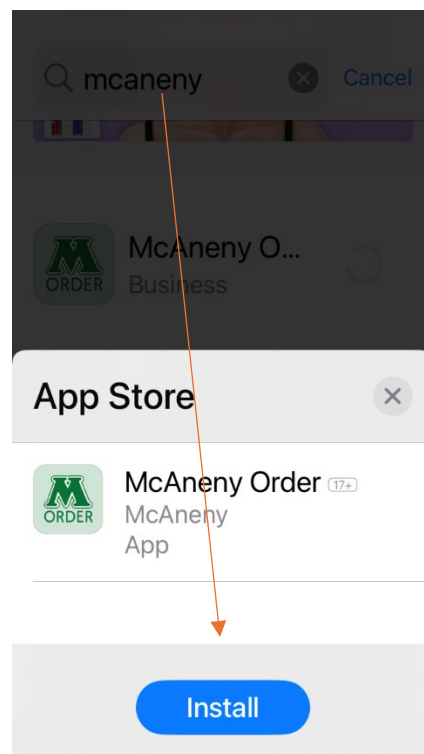 mcaneny
Cancel
M
ORDER
McAneny O...
Business
App Store
M
ORDER
McAneny Order 17+
McAneny
App
Install